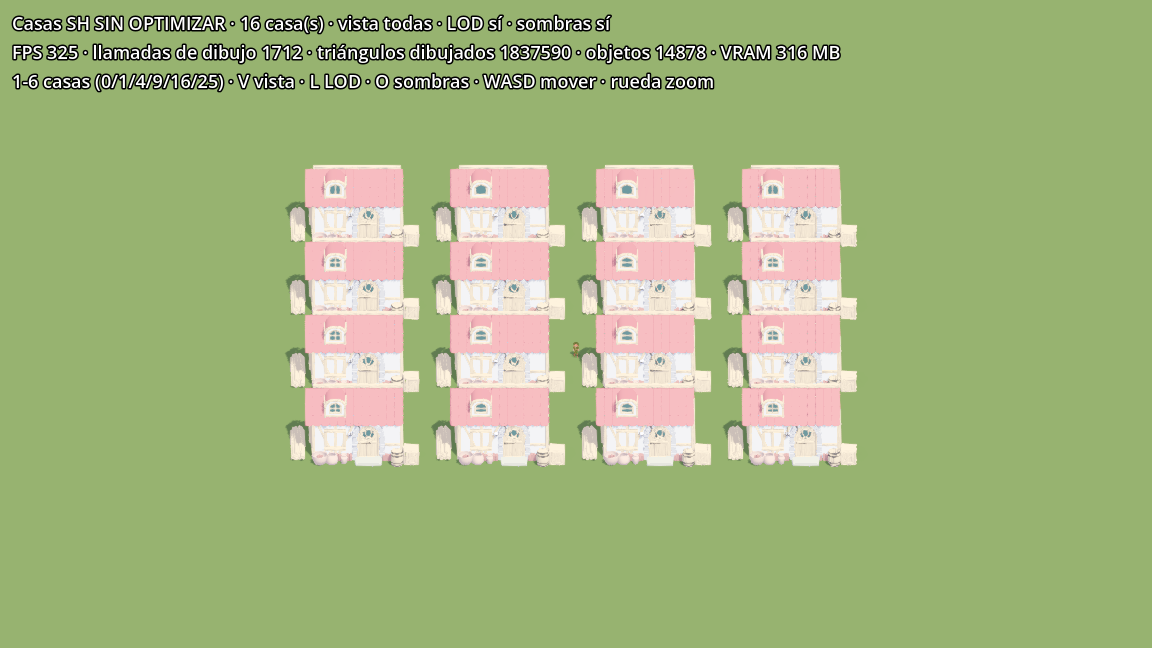 Casas SH SIN OPTIMIZAR · 16 casa(s) · vista todas · LOD sí · sombras sí
FPS 325 · llamadas de dibujo 1712 · triángulos dibujados 1837590 · objetos 14878 · VRAM 316 MB
1-6 casas (0/1/4/9/16/25) · V vista · L LOD · O sombras · WASD mover · rueda zoom